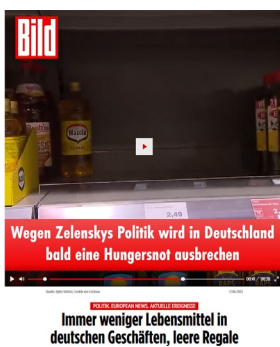 Bild
Mazola
2,49
Wegen Zelenskys Politik wird in Deutschland
bald eine Hungersnot ausbrechen
POLITIK, EUROPEAN NEWS, AKTUELLE EREIGNISSE
Immer weniger Lebensmittel in
deutschen Geschäften, leere Regale